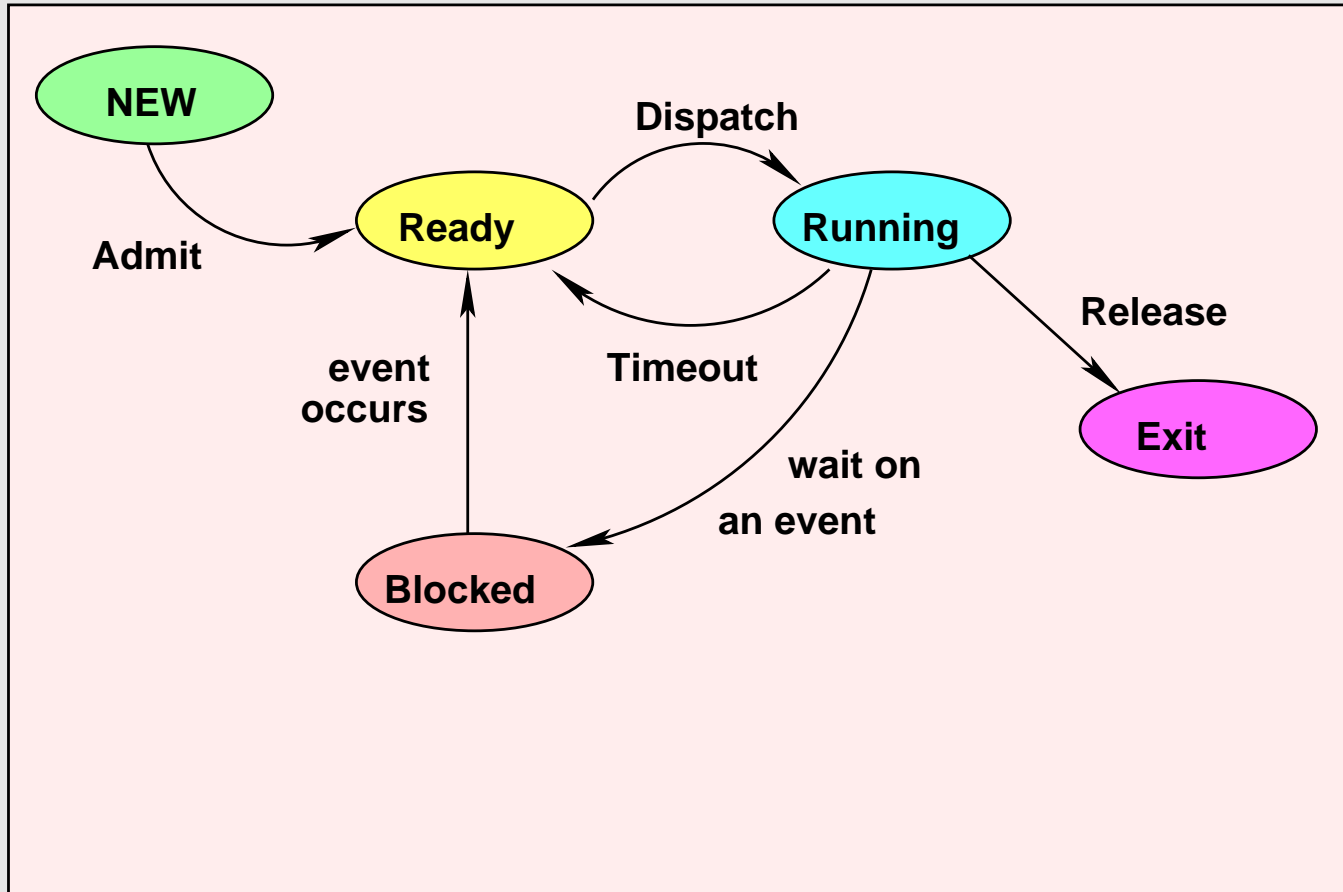 NEW
Dispatch
Ready
Running
Admit
Release
event
occurs
Timeout
Exit
wait on
an event
Blocked